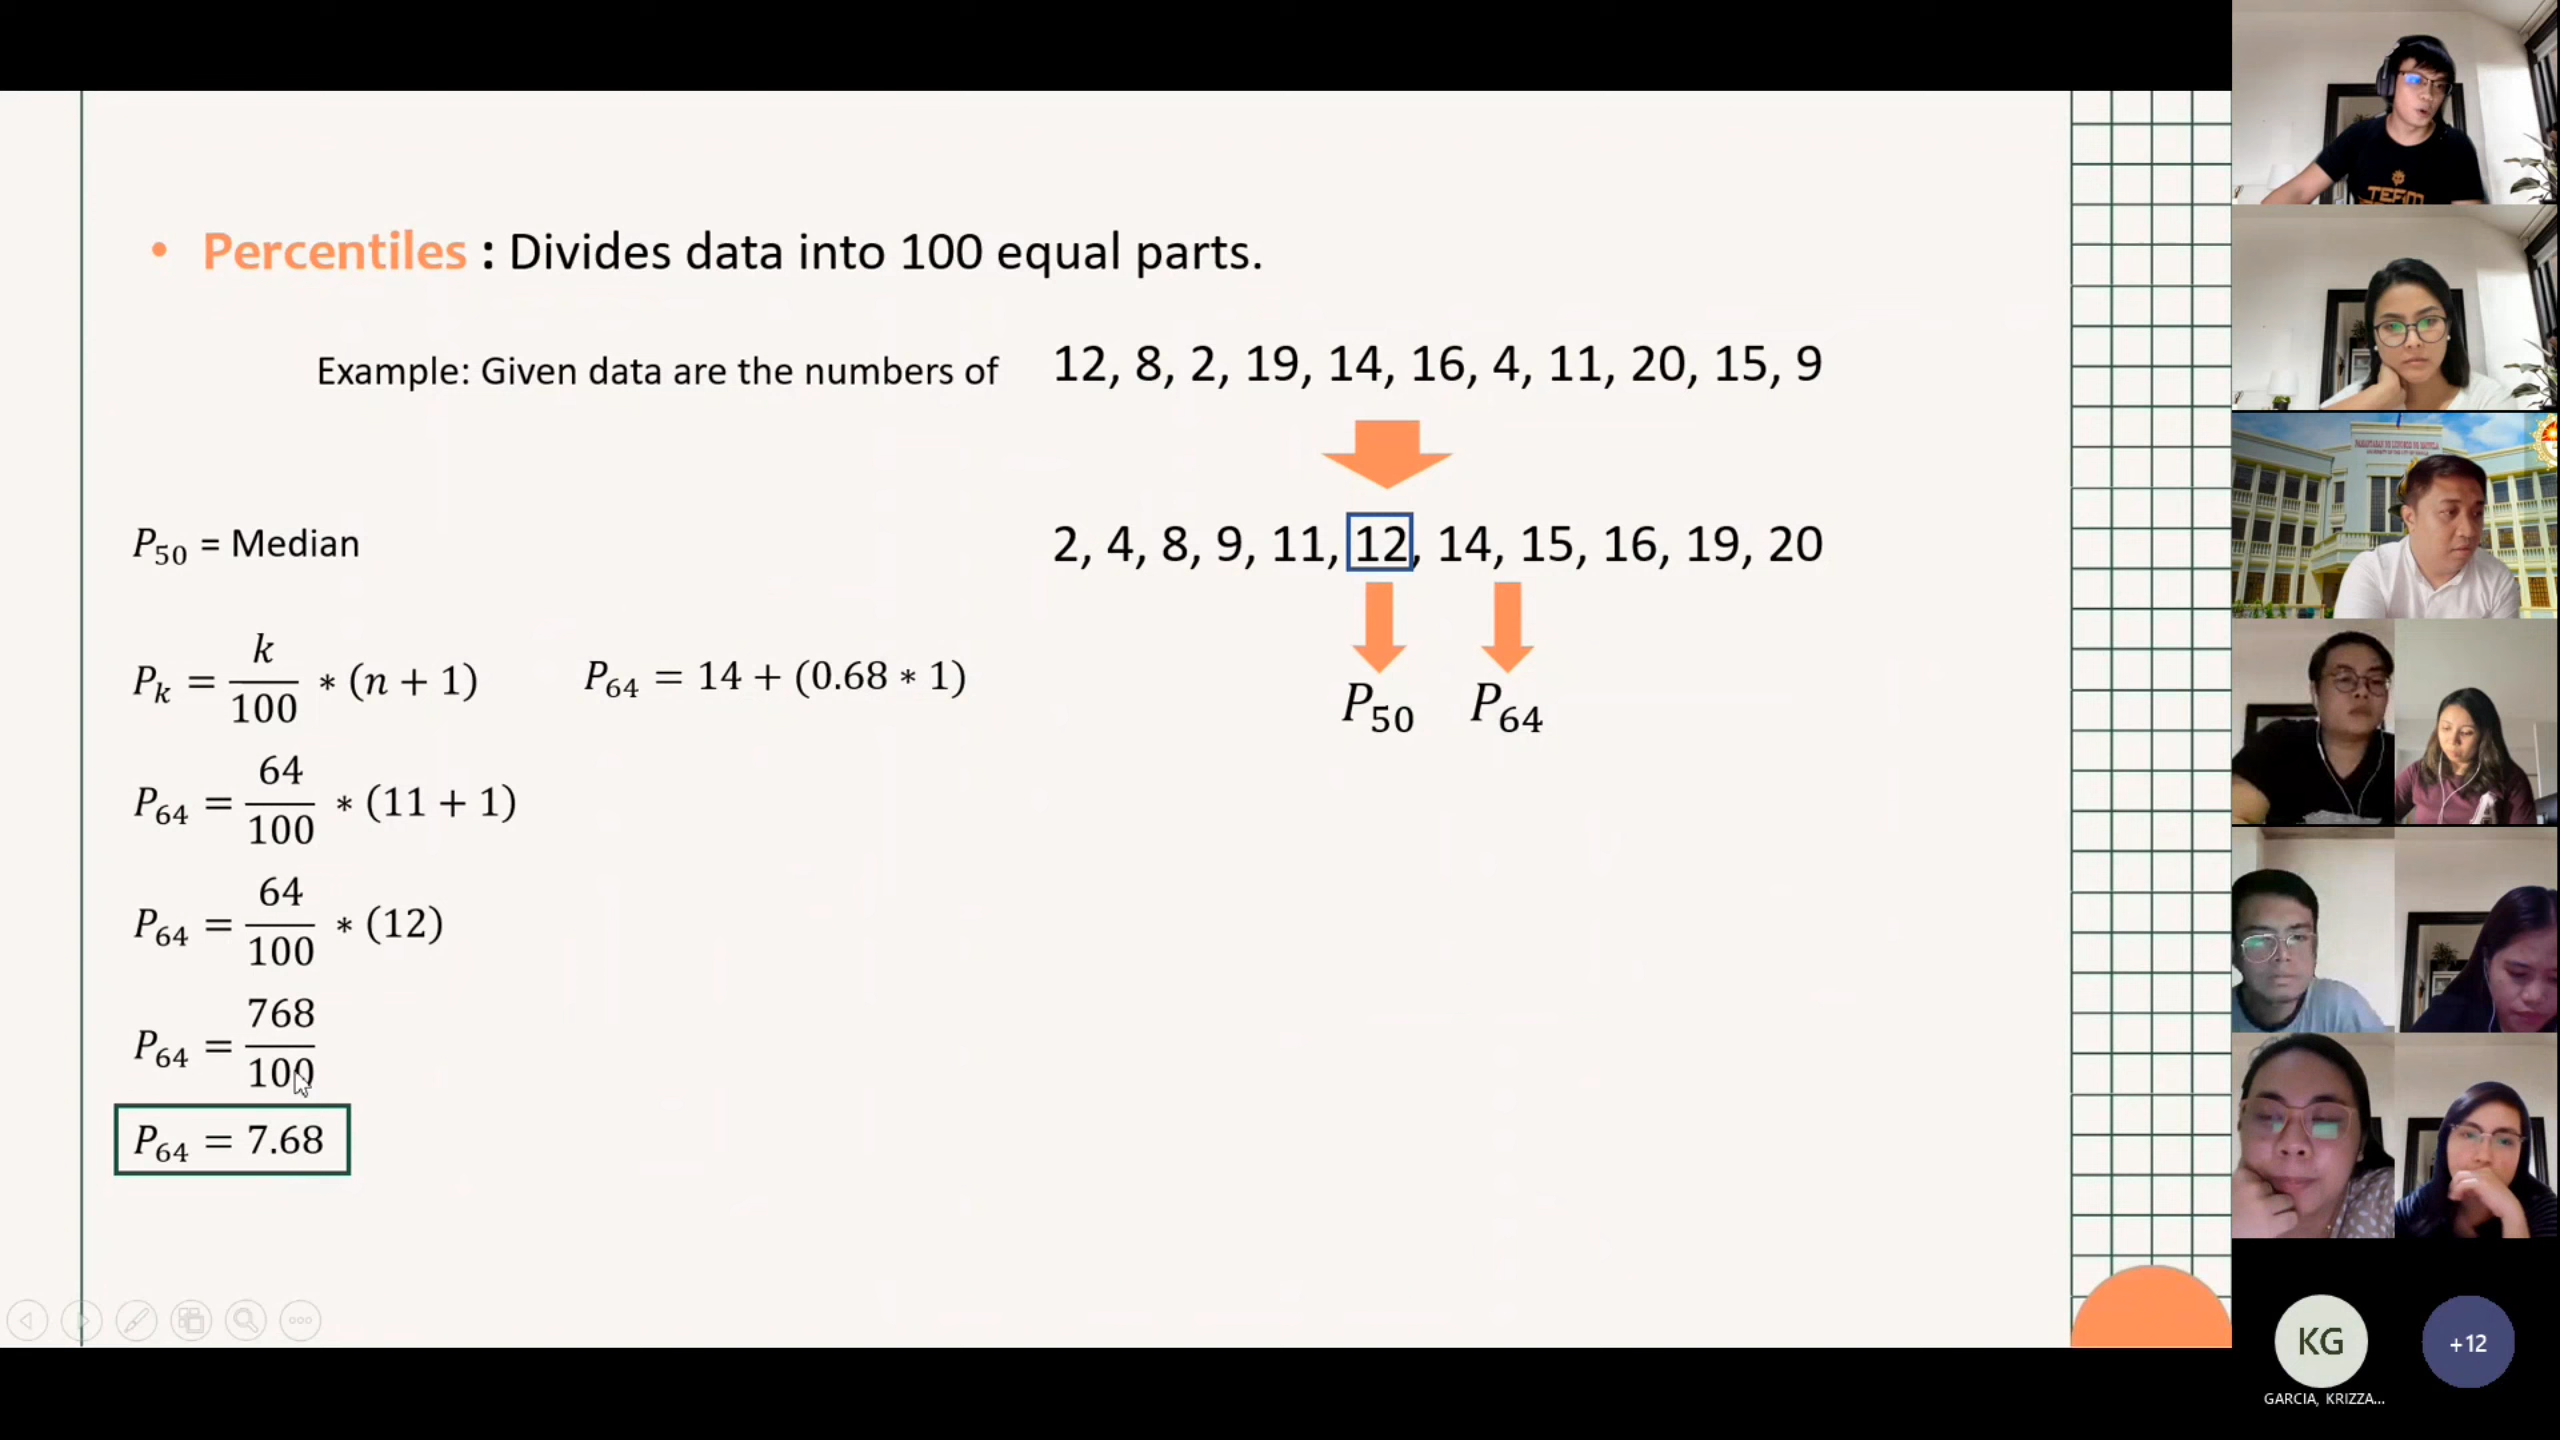 • Percentiles : Divides data into 100 equal parts.
Example: Given data are the numbers of 12, 8, 2, 19, 14, 16, 4, 11, 20, 15, 9
P₅₀ = Median
2, 4, 8, 9, 11, 12, 14, 15, 16, 19, 20
P₅₀ P₆₄
Pₖ = k/100 * (n + 1)
P₆₄ = 64/100 * (11 + 1)
P₆₄ = 64/100 * (12)
P₆₄ = 768/100
P₆₄ = 7.68
P₆₄ = 14 + (0.68 * 1)
TEAM
KG
GARCIA, KRIZZA...
+12